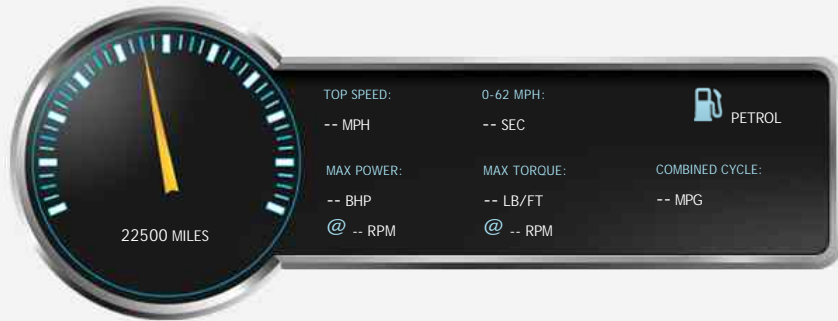 TOP SPEED:
-- MPH
0-62 MPH:
-- SEC
PETROL
MAX POWER:
-- BHP
@ -- RPM
MAX TORQUE:
-- LB/FT
@ -- RPM
COMBINED CYCLE:
-- MPG
22500 MILES